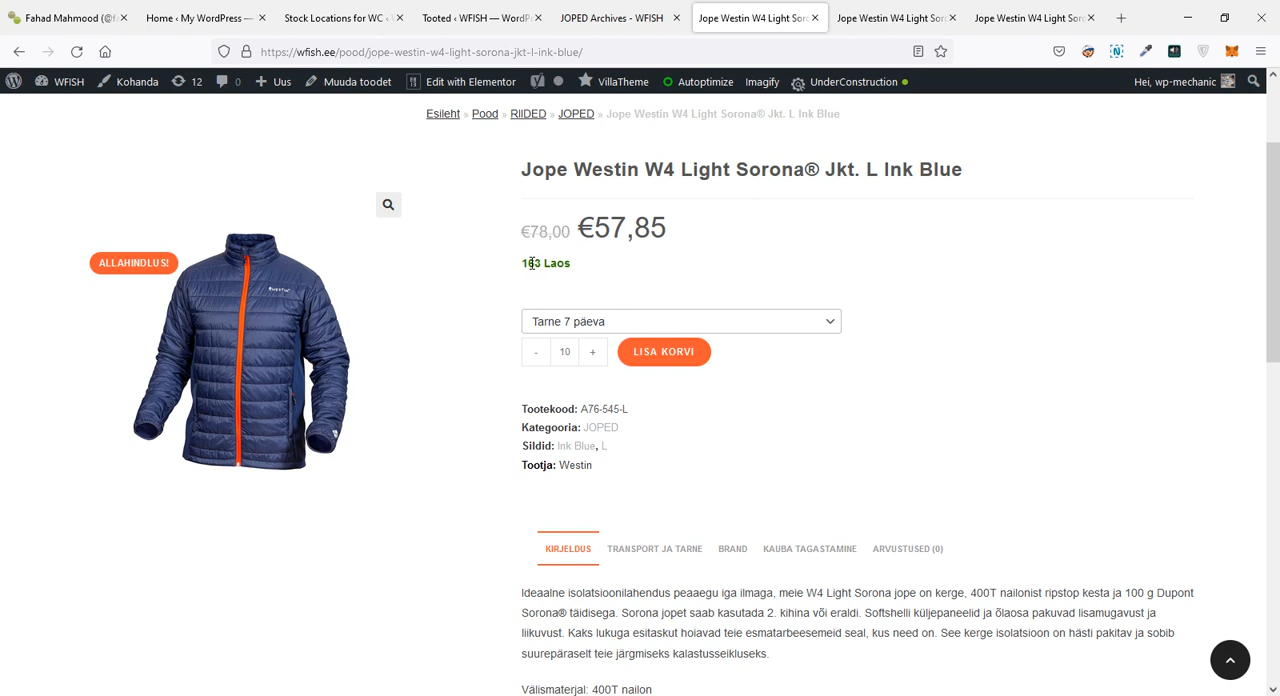 Fahad Mahmood (@f
Home ‹ My WordPress —
Stock Locations for WC ‹
Tooted ‹ WFISH — WordP
JOPED Archives - WFISH
Jope Westin W4 Light Sor
Jope Westin W4 Light Sor
Jope Westin W4 Light Sor
https://wfish.ee/pood/jope-westin-w4-light-sorona-jkt-l-ink-blue/
WFISH Kohanda 12 0 Uus Muuda toodet Edit with Elementor VillaTheme Autoptimize Imagify UnderConstruction Hei, wp-mechanic
Esileht » Pood » RIIDED » JOPED » Jope Westin W4 Light Sorona® Jkt. L Ink Blue
Jope Westin W4 Light Sorona® Jkt. L Ink Blue
€78,00 €57,85
ALLAHINDLUS!
163 Laos
WESTIN
Tarne 7 päeva
- 10 + LISA KORVI
Tootekood: A76-545-L
Kategooria: JOPED
Sildid: Ink Blue, L
Tootja: Westin
KIRJELDUS TRANSPORT JA TARNE BRAND KAUBA TAGASTAMINE ARVUSTUSED (0)
Ideaalne isolatsioonilahendus peaaegu iga ilmaga, meie W4 Light Sorona jope on kerge, 400T nailonist ripstop kesta ja 100 g Dupont
Sorona® täidisega. Sorona jopet saab kasutada 2. kihina või eraldi. Softshelli küljepaneelid ja õlaosa pakuvad lisamugavust ja
liikuvust. Kaks lukuga esitaskut hoiavad teie esmatarbeesemeid seal, kus need on. See kerge isolatsioon on hästi pakitav ja sobib
suurepäraselt teie järgmiseks kalastusseikluseks.
Välismaterjal: 400T nailon